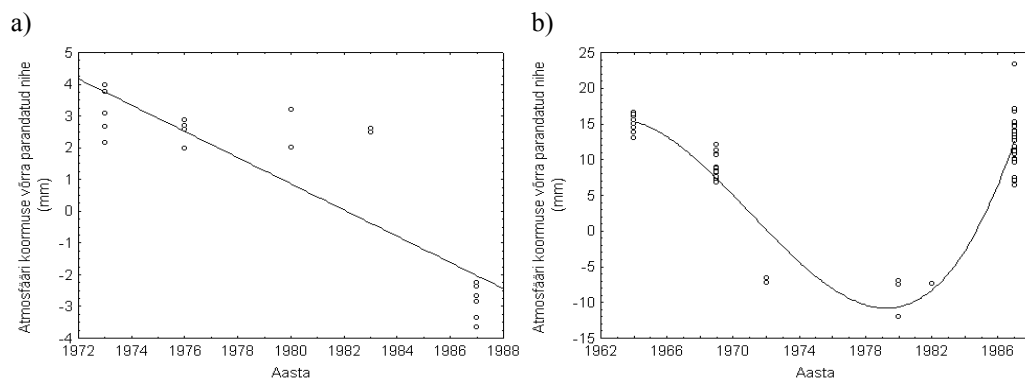 a)
Atmosfääri koormuse võrra parandatud nihe
(mm)
5
4
3
2
1
0
-1
-2
-3
-4
1972 1974 1976 1978 1980 1982 1984 1986 1988
Aasta
b)
Atmosfääri koormuse võrra parandatud nihe
(mm)
25
20
15
10
5
0
-5
-10
-15
1962 1966 1970 1974 1978 1982 1986
Aasta